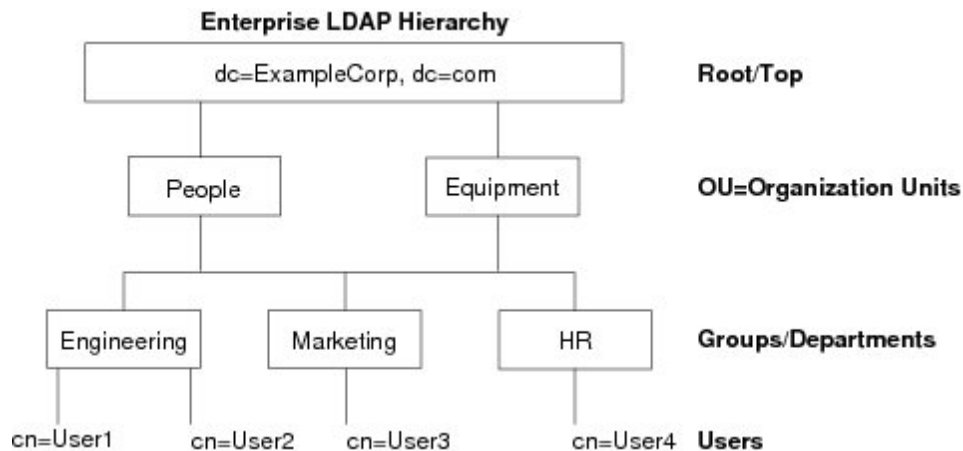 Enterprise LDAP Hierarchy
dc=ExampleCorp, dc=com
Root/Top
People
Equipment
OU=Organization Units
Engineering
Marketing
HR
Groups/Departments
cn=User1
cn=User2
cn=User3
cn=User4
Users